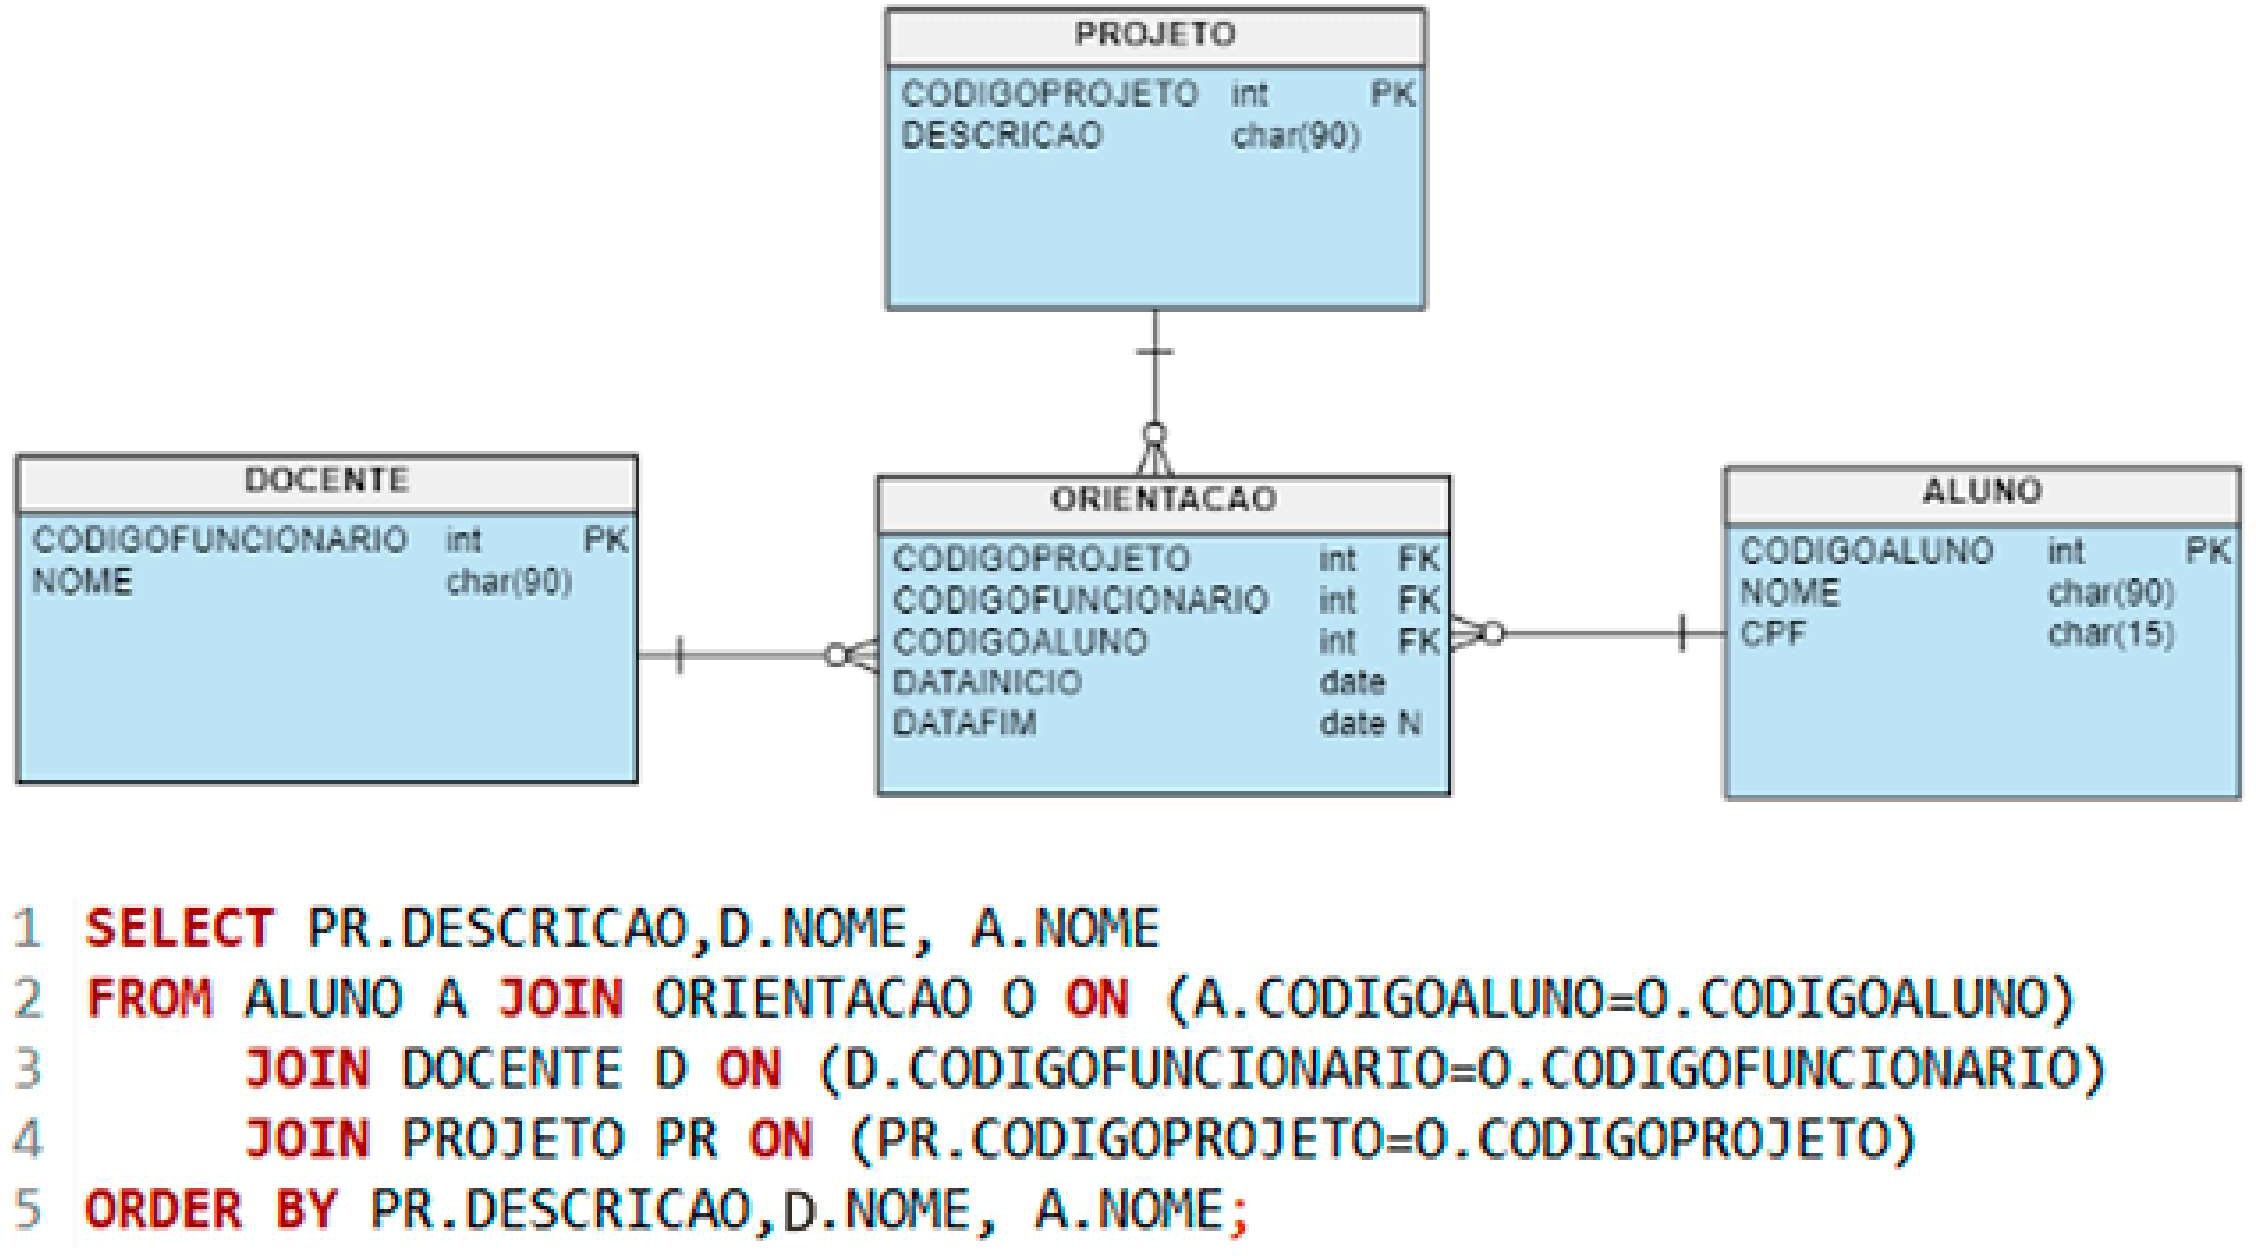 PROJETO
CODIGOPROJETO int PK
DESCRICAO char(90)
DOCENTE
CODIGOFUNCIONARIO int PK
NOME char(90)
ORIENTACAO
CODIGOPROJETO int FK
CODIGOFUNCIONARIO int FK
CODIGOALUNO int FK
DATAINICIO date
DATAFIM date N
ALUNO
CODIGOALUNO int PK
NOME char(90)
CPF char(15)
1 SELECT PR.DESCRICAO,D.NOME, A.NOME
2 FROM ALUNO A JOIN ORIENTACAO O ON (A.CODIGOALUNO=O.CODIGOALUNO)
3 JOIN DOCENTE D ON (D.CODIGOFUNCIONARIO=O.CODIGOFUNCIONARIO)
4 JOIN PROJETO PR ON (PR.CODIGOPROJETO=O.CODIGOPROJETO)
5 ORDER BY PR.DESCRICAO,D.NOME, A.NOME;